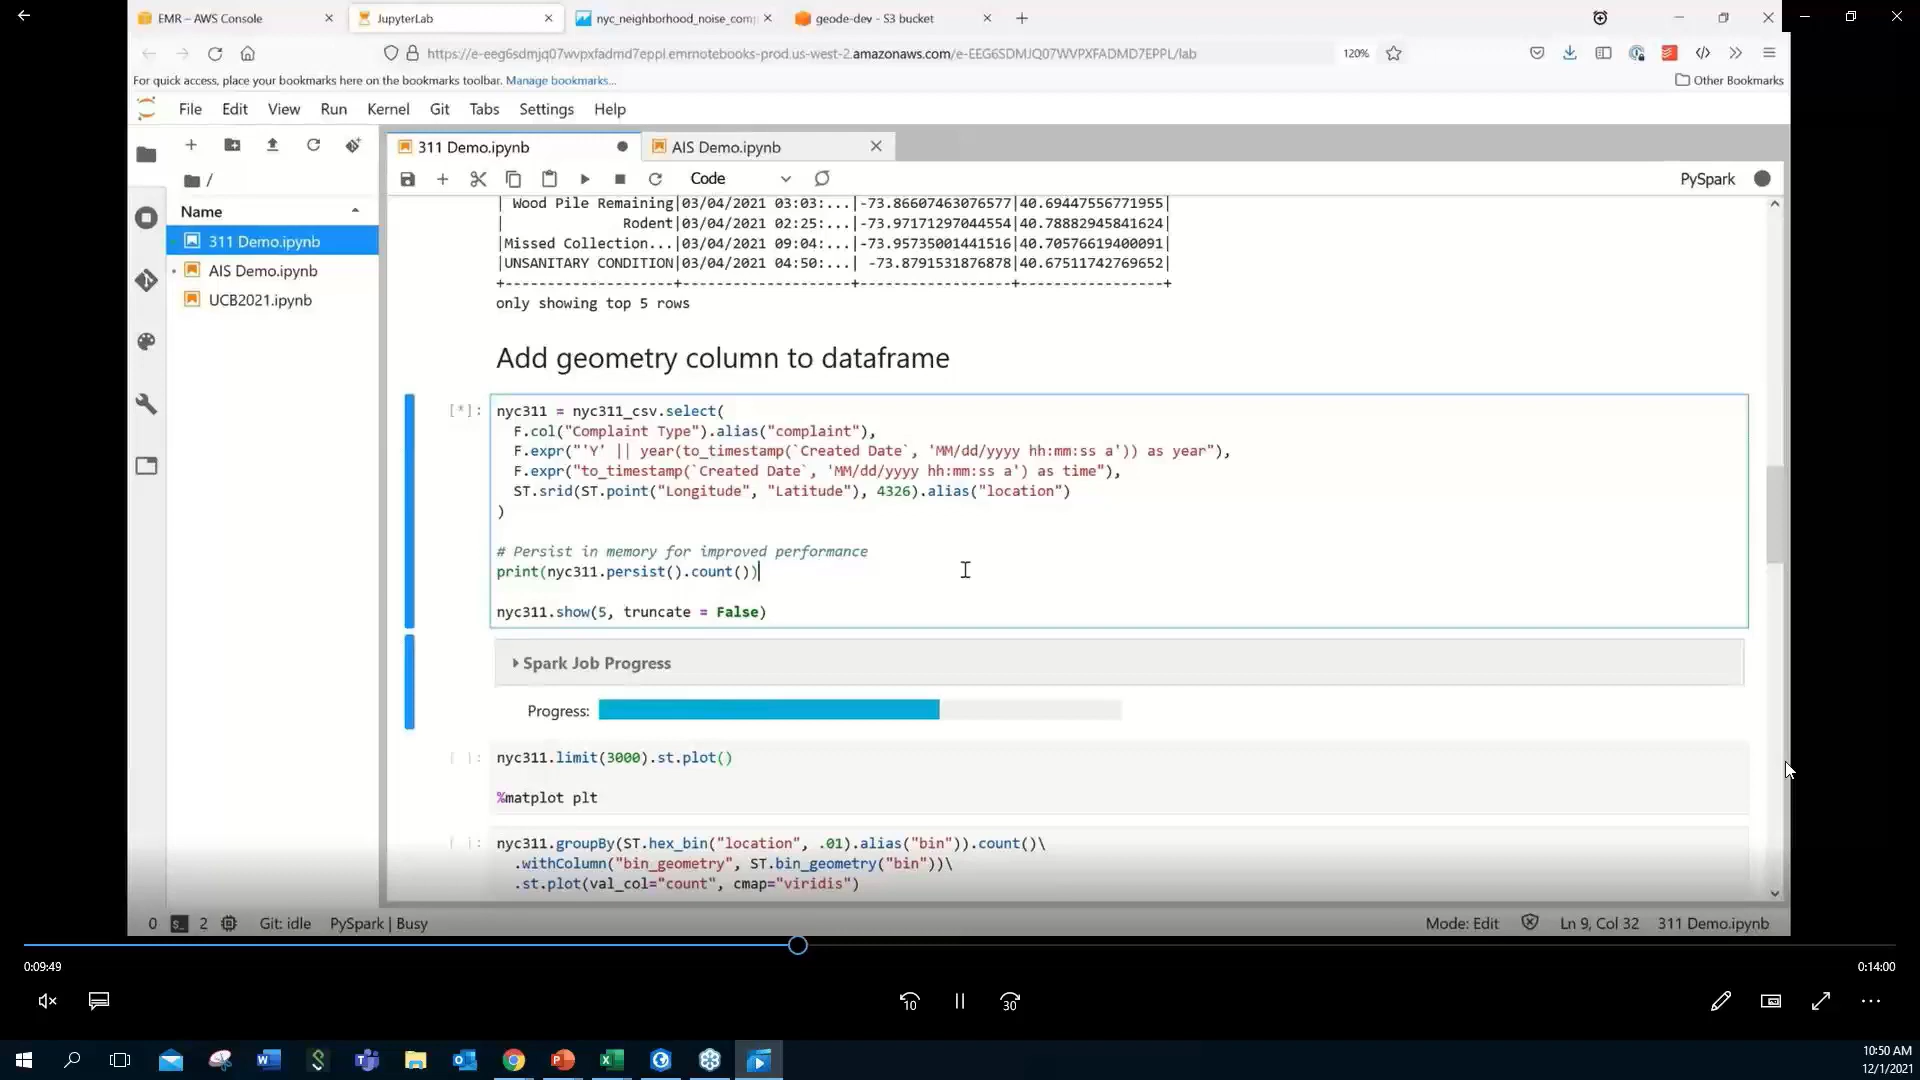 EMR – AWS Console
JupyterLab
nyc_neighborhood_noise_comp
geode-dev - S3 bucket
https://e-eeg6sdmjq07wvpxfadmd7eppl.emrnotebooks-prod.us-west-2.amazonaws.com/e-EEG6SDMJQ07WVPXFADMD7EPPL/lab
120%
For quick access, place your bookmarks here on the bookmarks toolbar. Manage bookmarks...
Other Bookmarks
File Edit View Run Kernel Git Tabs Settings Help
311 Demo.ipynb
AIS Demo.ipynb
/
Code
PySpark
Name
311 Demo.ipynb
AIS Demo.ipynb
UCB2021.ipynb
| Wood Pile Remaining|03/04/2021 03:03:...|-73.86607463076577|40.69447556771955|
| Rodent|03/04/2021 02:25:...|-73.97171297044554|40.78882945841624|
|Missed Collection...|03/04/2021 09:04:...|-73.95735001441516|40.70576619400091|
|UNSANITARY CONDITION|03/04/2021 04:50:...| -73.8791531876878|40.67511742769652|
+--------------------+--------------------+-----------------+-----------------+
only showing top 5 rows
Add geometry column to dataframe
[*]:
nyc311 = nyc311_csv.select(
F.col("Complaint Type").alias("complaint"),
F.expr("'Y' || year(to_timestamp(`Created Date`, 'MM/dd/yyyy hh:mm:ss a')) as year"),
F.expr("to_timestamp(`Created Date`, 'MM/dd/yyyy hh:mm:ss a') as time"),
ST.srid(ST.point("Longitude", "Latitude"), 4326).alias("location")
)
# Persist in memory for improved performance
print(nyc311.persist().count())
nyc311.show(5, truncate = False)
Spark Job Progress
Progress:
[ ]:
nyc311.limit(3000).st.plot()
%matplot plt
[ ]:
nyc311.groupBy(ST.hex_bin("location", .01).alias("bin")).count()\
.withColumn("bin_geometry", ST.bin_geometry("bin"))\
.st.plot(val_col="count", cmap="viridis")
0 2 Git: idle PySpark | Busy
Mode: Edit Ln 9, Col 32 311 Demo.ipynb
0:09:49
0:14:00
10
30
10:50 AM
12/1/2021